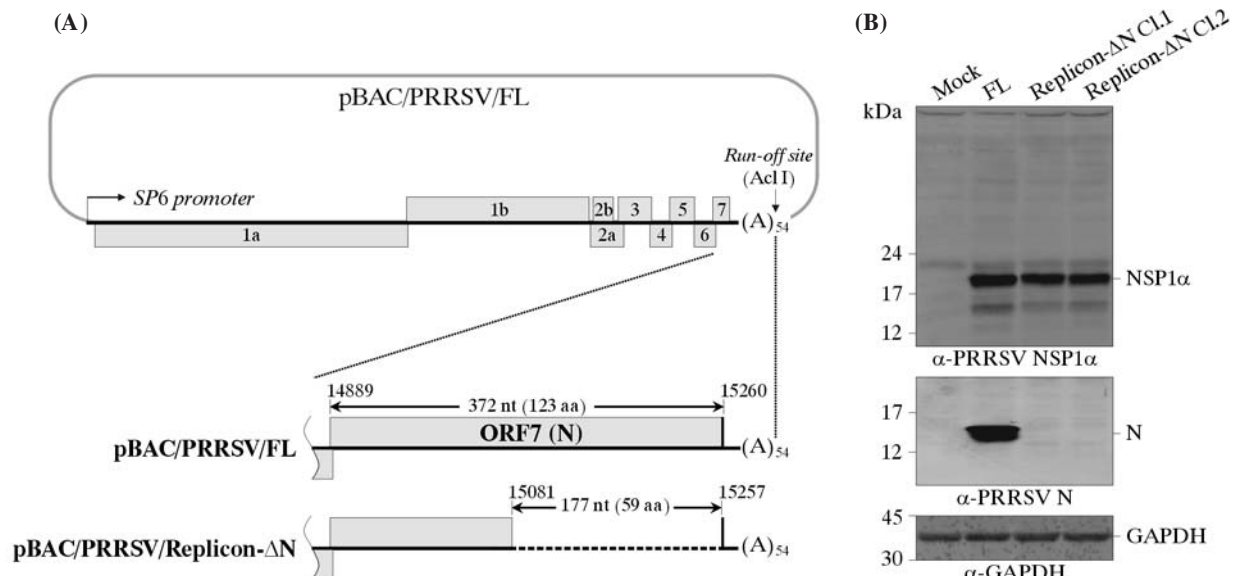 (A)
pBAC/PRRSV/FL
Run-off site
(Acl I)
SP6 promoter
1b
2b
3
5
7
(A)54
1a
2a
4
6
14889
15260
372 nt (123 aa)
pBAC/PRRSV/FL
ORF7 (N)
(A)54
15081
15257
177 nt (59 aa)
pBAC/PRRSV/Replicon-ΔN
(A)54
(B)
Mock
FL
Replicon-ΔN Cl.1
Replicon-ΔN Cl.2
kDa
24
17
12
NSP1α
α-PRRSV NSP1α
17
12
N
α-PRRSV N
45
30
GAPDH
α-GAPDH